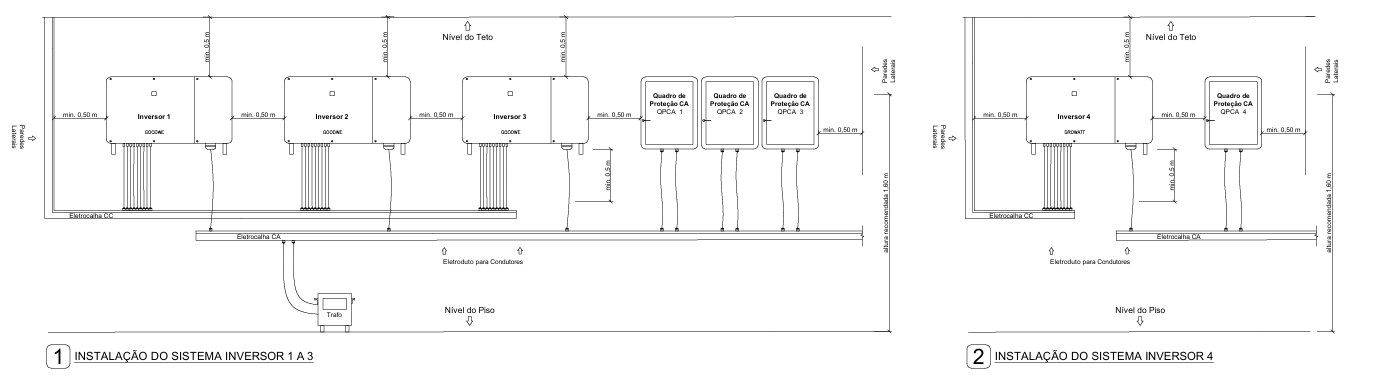 min. 0,5 m
min. 0,5 m
min. 0,5 m
Nível do Teto
Paredes
Laterais
Paredes
Laterais
min. 0,50 m
Inversor 1
GOODWE
min. 0,50 m
Inversor 2
GOODWE
min. 0,50 m
Inversor 3
GOODWE
min. 0,50 m
Quadro de
Proteção CA
QPCA 1
Quadro de
Proteção CA
QPCA 2
Quadro de
Proteção CA
QPCA 3
min. 0,50 m
min. 0,5 m
altura recomendada 1,60 m
Eletrocalha CC
Eletrocalha CA
Eletroduto para Condutores
Trafo
Nível do Piso
1 INSTALAÇÃO DO SISTEMA INVERSOR 1 A 3
min. 0,5 m
Nível do Teto
Paredes
Laterais
Paredes
Laterais
min. 0,50 m
Inversor 4
GROWATT
min. 0,50 m
Quadro de
Proteção CA
QPCA 4
min. 0,50 m
min. 0,5 m
altura recomendada 1,60 m
Eletrocalha CC
Eletrocalha CA
Eletroduto para Condutores
Nível do Piso
2 INSTALAÇÃO DO SISTEMA INVERSOR 4